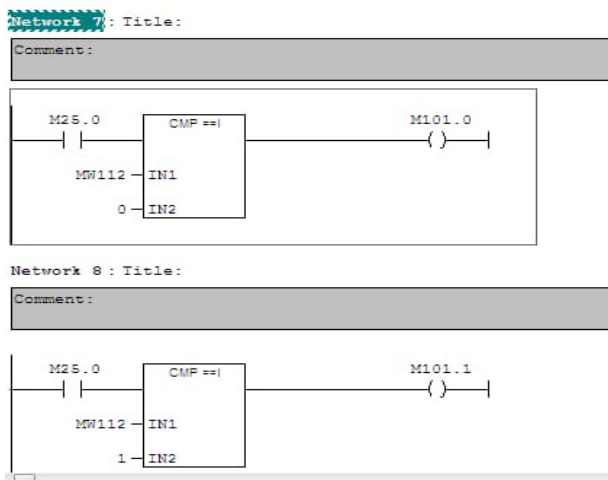 Network 7: Title:
Comment:
M25.0
CMP ==I
M101.0
MW112
IN1
0
IN2
Network 8 : Title:
Comment:
M25.0
CMP ==I
M101.1
MW112
IN1
1
IN2